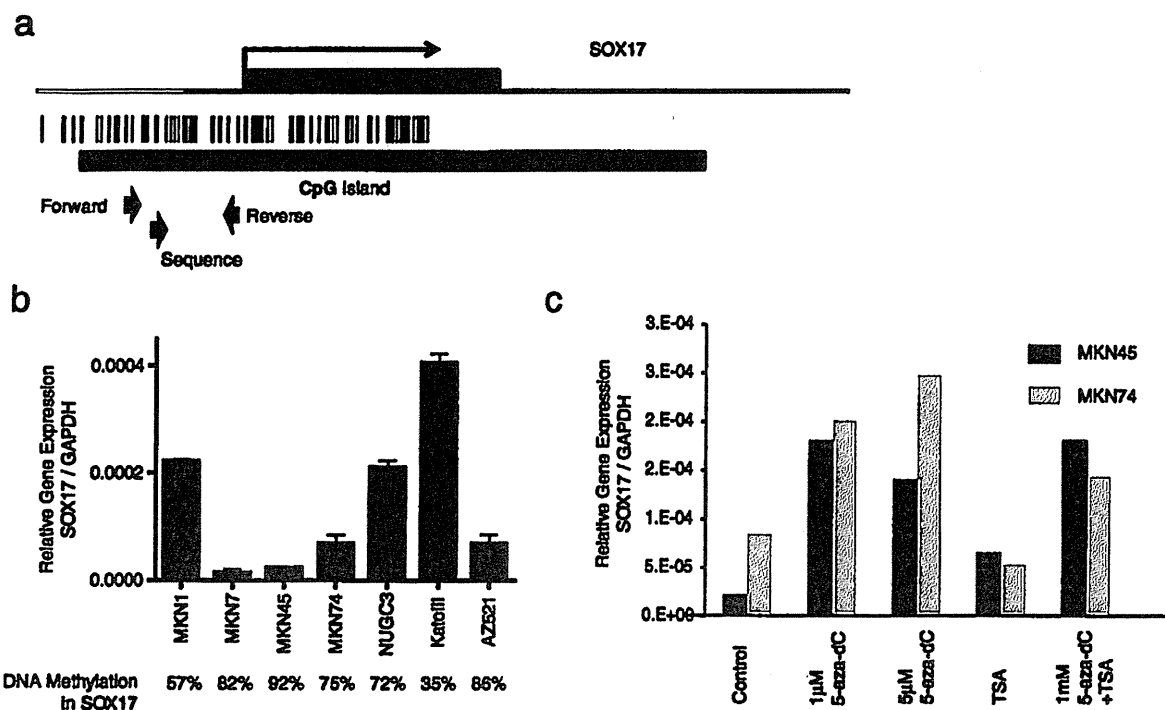 a
SOX17
CpG Island
Forward
Reverse
Sequence
b
Relative Gene Expression
SOX17 / GAPDH
0.0004
0.0002
0.0000
MKN1
MKN7
MKN45
MKN74
NUGC3
KatoIII
AZ521
DNA Methylation
in SOX17
57%
82%
92%
75%
72%
35%
86%
c
Relative Gene Expression
SOX17 / GAPDH
3.E-04
3.E-04
2.E-04
2.E-04
1.E-04
5.E-05
0.E+00
MKN45
MKN74
Control
1µM
5-aza-dC
5µM
5-aza-dC
TSA
1mM
5-aza-dC
+TSA